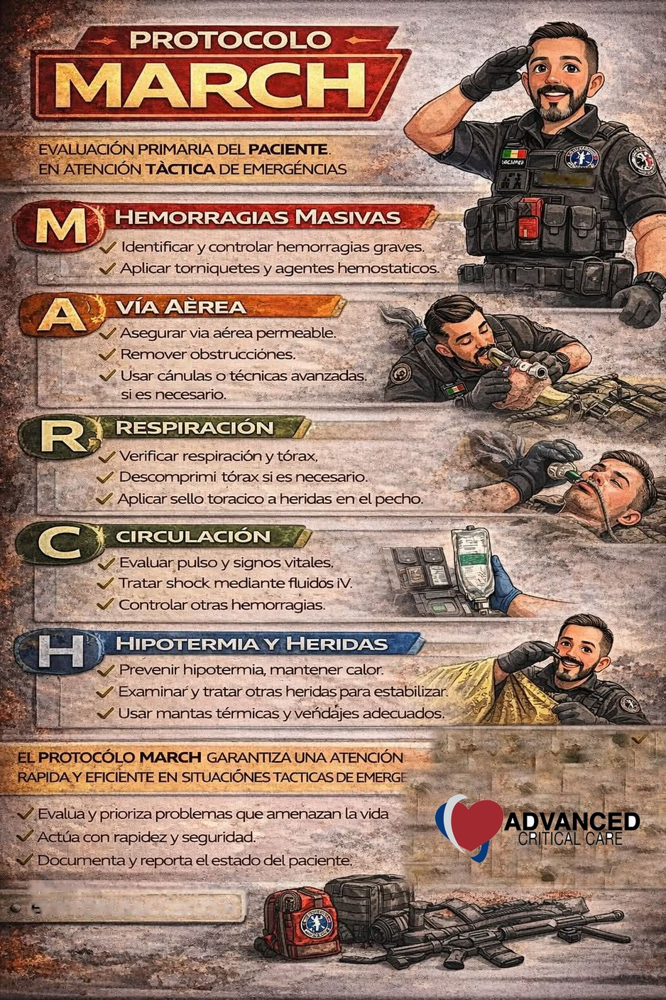 PROTOCOLO
MARCH
EVALUACIÓN PRIMARIA DEL PACIENTE.
EN ATENCIÓN TÀCTICA DE EMERGÉNCIAS
M HEMORRAGIAS MASIVAS
Identificar y controlar hemorragias graves.
Aplicar torniquetes y agentes hemostaticos.
A VÍA AÈREA
Asegurar via aérea permeable.
Remover obstrucciónes.
Usar cánulas o técnicas avanzadas.
si es necesario.
R RESPIRACIÓN
Verificar respiración y tórax,
Descomprimi tórax si es necesario.
Aplicar sello toracico a heridas en el pecho.
C CIRCULACIÓN
Evaluar pulso y signos vitales.
Tratar shock mediante fluidos iV.
Controlar otras hemorragias.
H HIPOTERMIA Y HERIDAS
Prevenir hipotermia, mantener calor.
Examinar y tratar otras heridas para estabilizar.
Usar mantas térmicas y vendajes adecuados.
EL PROTOCÓLO MARCH GARANTIZA UNA ATENCIÓN
RAPIDA Y EFICIENTE EN SITUACIÓNES TACTICAS DE EMERGE
Evalúa y prioriza problemas que amenazan la vida
Actúa con rapidez y seguridad.
Documenta y reporta el estado del paciente.
ADVANCED
CRITICAL CARE